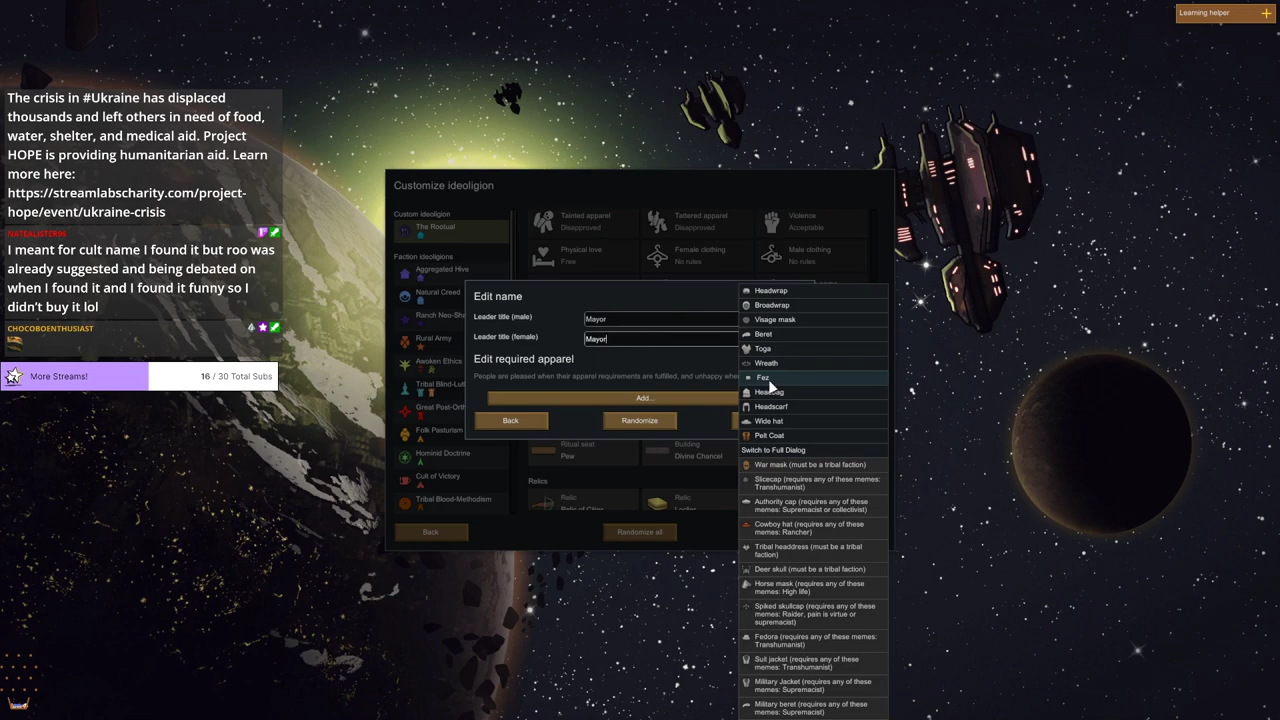 Learning helper
The crisis in #Ukraine has displaced
thousands and left others in need of food,
water, shelter, and medical aid. Project
HOPE is providing humanitarian aid. Learn
more here:
https://streamlabscharity.com/project-
hope/event/ukraine-crisis
I meant for cult name I found it but roo was
already suggested and being debated on
when I found it and I found it funny so I
didn't buy it lol
CHOCOBOENTHUSIAST
More Streams!
16 / 30 Total Subs
Customize ideoligion
Custom ideoligion
The Rootual
Faction ideoligions
Aggregated Hive
Natural Creed
Rural Army
Awoken Ethics
Folk Pasturism
Hominid Doctrine
Cult of Victory
Tribal Blood-Methodism
Back
Randomize all
Tainted apparel
Disapproved
Tattered apparel
Disapproved
Violence
Acceptable
Physical love
Free
Female clothing
No rules
Male clothing
No rules
Edit name
Leader title (male)
Mayor
Leader title (female)
Mayor
Edit required apparel
People are pleased when their apparel requirements are fulfilled, and unhappy
Add...
Back
Randomize
Ritual seat
Pew
Building
Divine Chancel
Relics
Relic
Relic
Headwrap
Broadwrap
Visage mask
Beret
Toga
Wreath
Fez
Headscarf
Wide hat
Pelt Coat
Switch to Full Dialog
War mask (must be a tribal faction)
Slicecap (requires any of these memes:
Transhumanist)
Authority cap (requires any of these
memes: Supremacist or collectivist)
Cowboy hat (requires any of these
memes: Rancher)
Tribal headdress (must be a tribal
faction)
Deer skull (must be a tribal faction)
Horse mask (requires any of these
memes: High life)
Spiked skullcap (requires any of these
memes: Raider, pain is virtue or
supremacist)
Fedora (requires any of these memes:
Transhumanist)
Suit jacket (requires any of these
memes: Transhumanist)
Military Jacket (requires any of these
memes: Supremacist)
Military beret (requires any of these
memes: Supremacist)